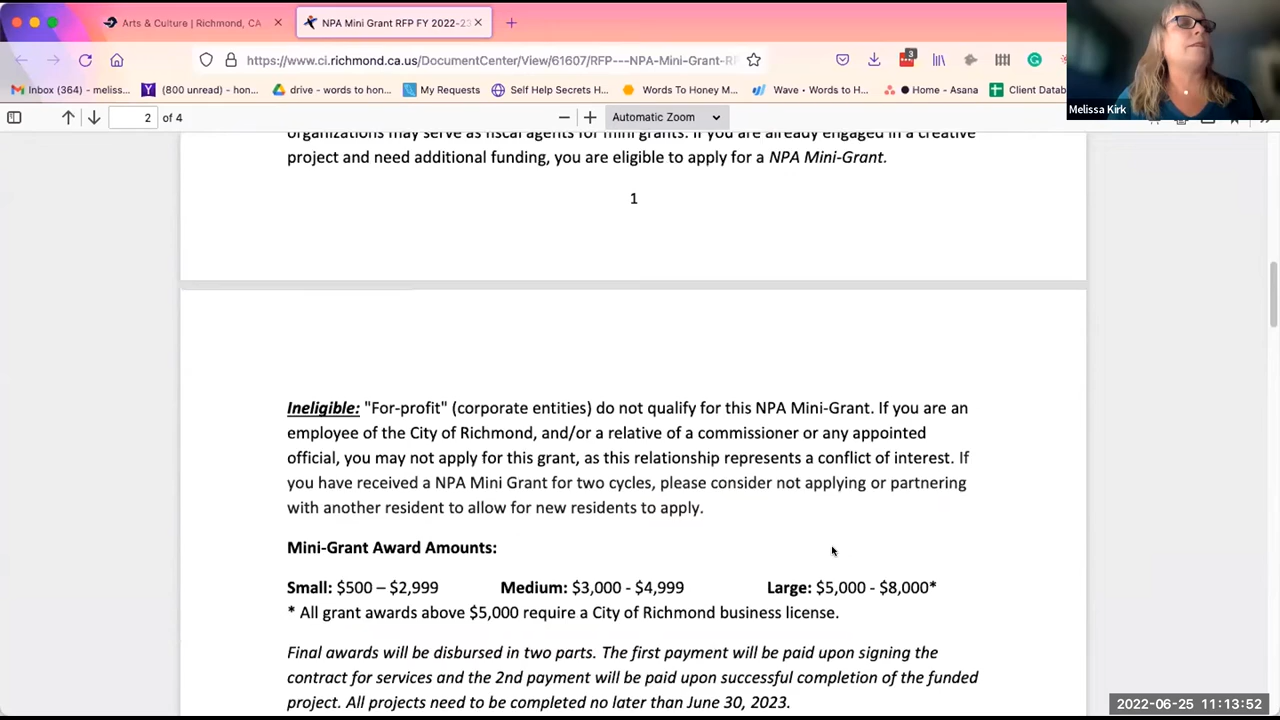 Arts & Culture | Richmond, CA
NPA Mini Grant RFP FY 2022-23
https://www.ci.richmond.ca.us/DocumentCenter/View/61607/RFP---NPA-Mini-Grant-RF
3
Inbox (364) – meliss...
(800 unread) - hon...
drive - words to hon...
My Requests
Self Help Secrets H...
Words To Honey M...
Wave • Words to H...
● Home - Asana
Client Datab
Melissa Kirk
2 of 4
Automatic Zoom
organizations may serve as fiscal agents for mini grants. If you are already engaged in a creative
project and need additional funding, you are eligible to apply for a NPA Mini-Grant.
1
Ineligible: "For-profit" (corporate entities) do not qualify for this NPA Mini-Grant. If you are an
employee of the City of Richmond, and/or a relative of a commissioner or any appointed
official, you may not apply for this grant, as this relationship represents a conflict of interest. If
you have received a NPA Mini Grant for two cycles, please consider not applying or partnering
with another resident to allow for new residents to apply.
Mini-Grant Award Amounts:
Small: $500 – $2,999 Medium: $3,000 - $4,999 Large: $5,000 - $8,000*
* All grant awards above $5,000 require a City of Richmond business license.
Final awards will be disbursed in two parts. The first payment will be paid upon signing the
contract for services and the 2nd payment will be paid upon successful completion of the funded
project. All projects need to be completed no later than June 30, 2023.
2022-06-25 11:13:52